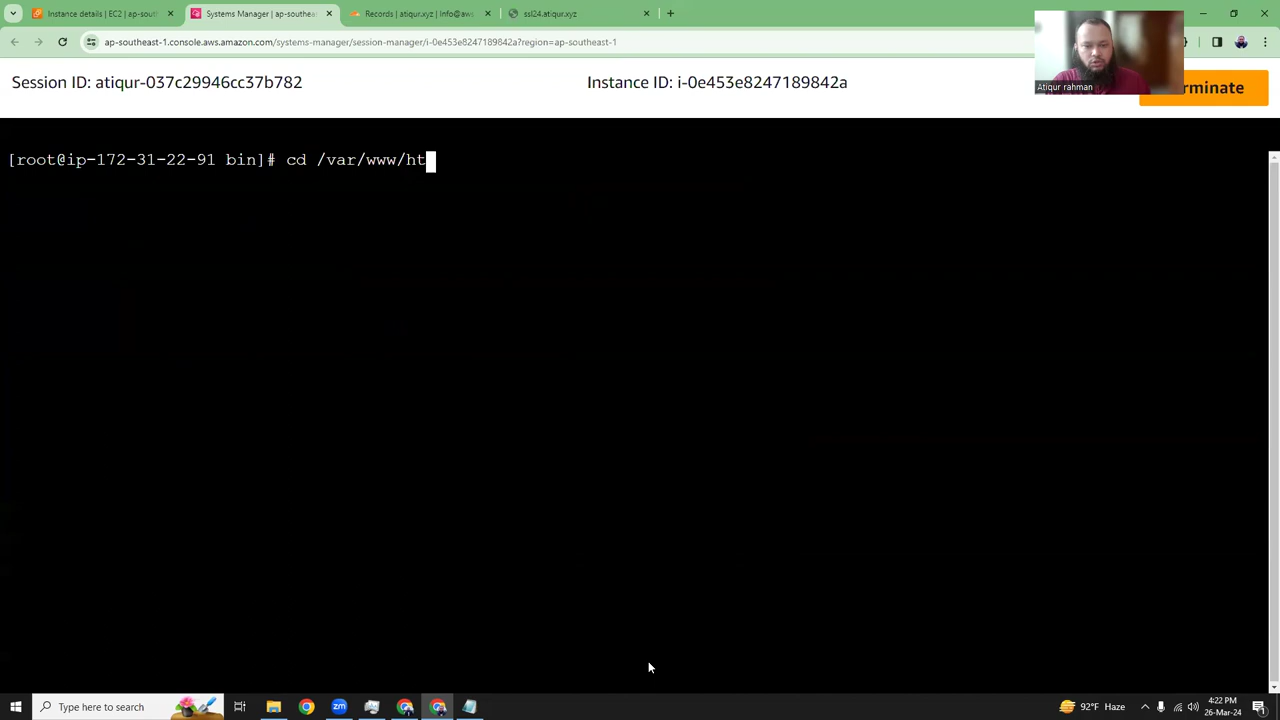 Instance details | EC2 | ap-south
Systems Manager | ap-southeas
Records | atiqur.xyz | Info@aws
ssl24.atiqur.xyz
ap-southeast-1.console.aws.amazon.com/systems-manager/session-manager/i-0e453e8247189842a?region=ap-southeast-1
Session ID: atiqur-037c29946cc37b782
Instance ID: i-0e453e8247189842a
rminate
Atiqur rahman
[root@ip-172-31-22-91 bin]# cd /var/www/ht
Type here to search
zm
92°F Haze
4:22 PM
26-Mar-24